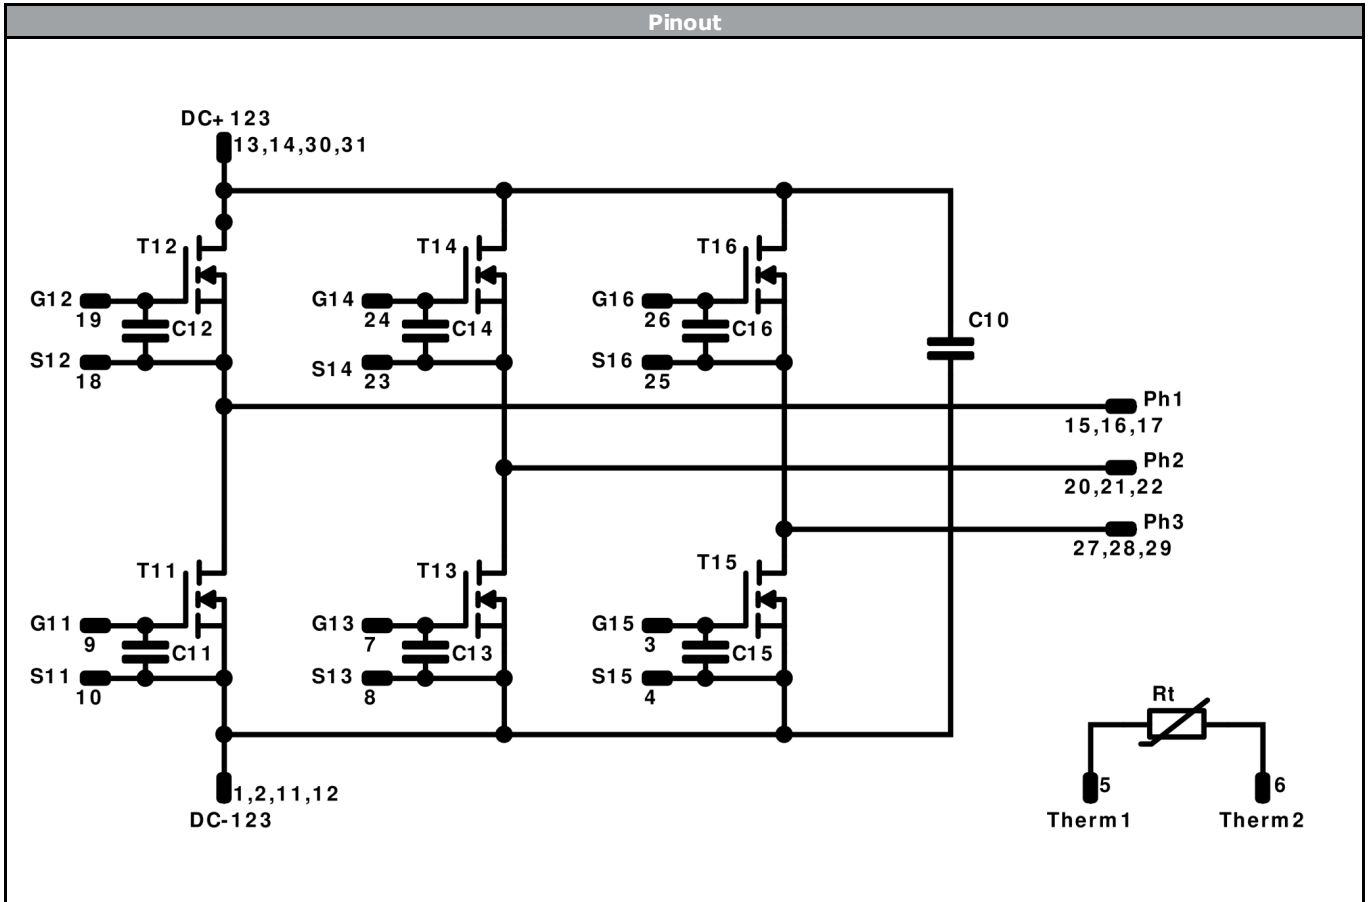 Pinout
DC+ 123
13,14,30,31
T12
T14
T16
G12
19
C12
S12
18
G14
24
C14
S14
23
G16
26
C16
S16
25
C10
Ph1
15,16,17
Ph2
20,21,22
Ph3
27,28,29
T11
T13
T15
G11
9
C11
S11
10
G13
7
C13
S13
8
G15
3
C15
S15
4
1,2,11,12
DC-123
Rt
5
Therm1
6
Therm2